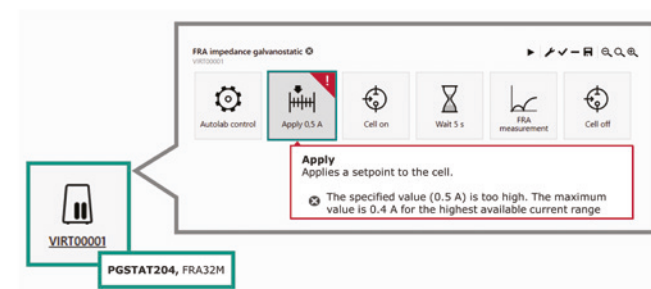 FRA impedance galvanostatic
VIRT00001
Autolab control
Apply 0.5 A
Cell on
Wait 5 s
FRA
measurement
Cell off
Apply
Applies a setpoint to the cell.
The specified value (0.5 A) is too high. The maximum
value is 0.4 A for the highest available current range
VIRT00001
PGSTAT204, FRA32M